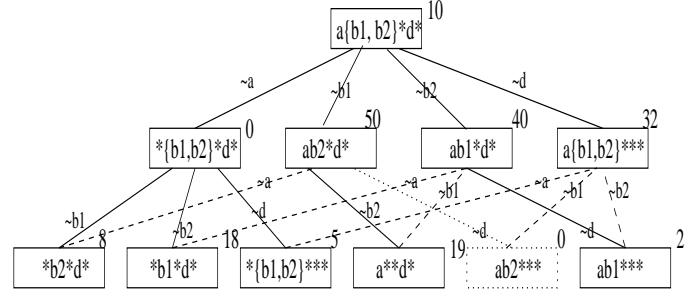 10
a{b1, b2}*d*
~a
~b1
~b2
~d
0
50
40
32
*{b1,b2}*d*
ab2*d*
ab1*d*
a{b1,b2}***
~b1
~b2
~d
~a
~b2
~a
~b1
~d
~a
~b1
~b2
~d
8
18
5
19
0
2
*b2*d*
*b1*d*
*{b1,b2}***
a**d*
ab2***
ab1***